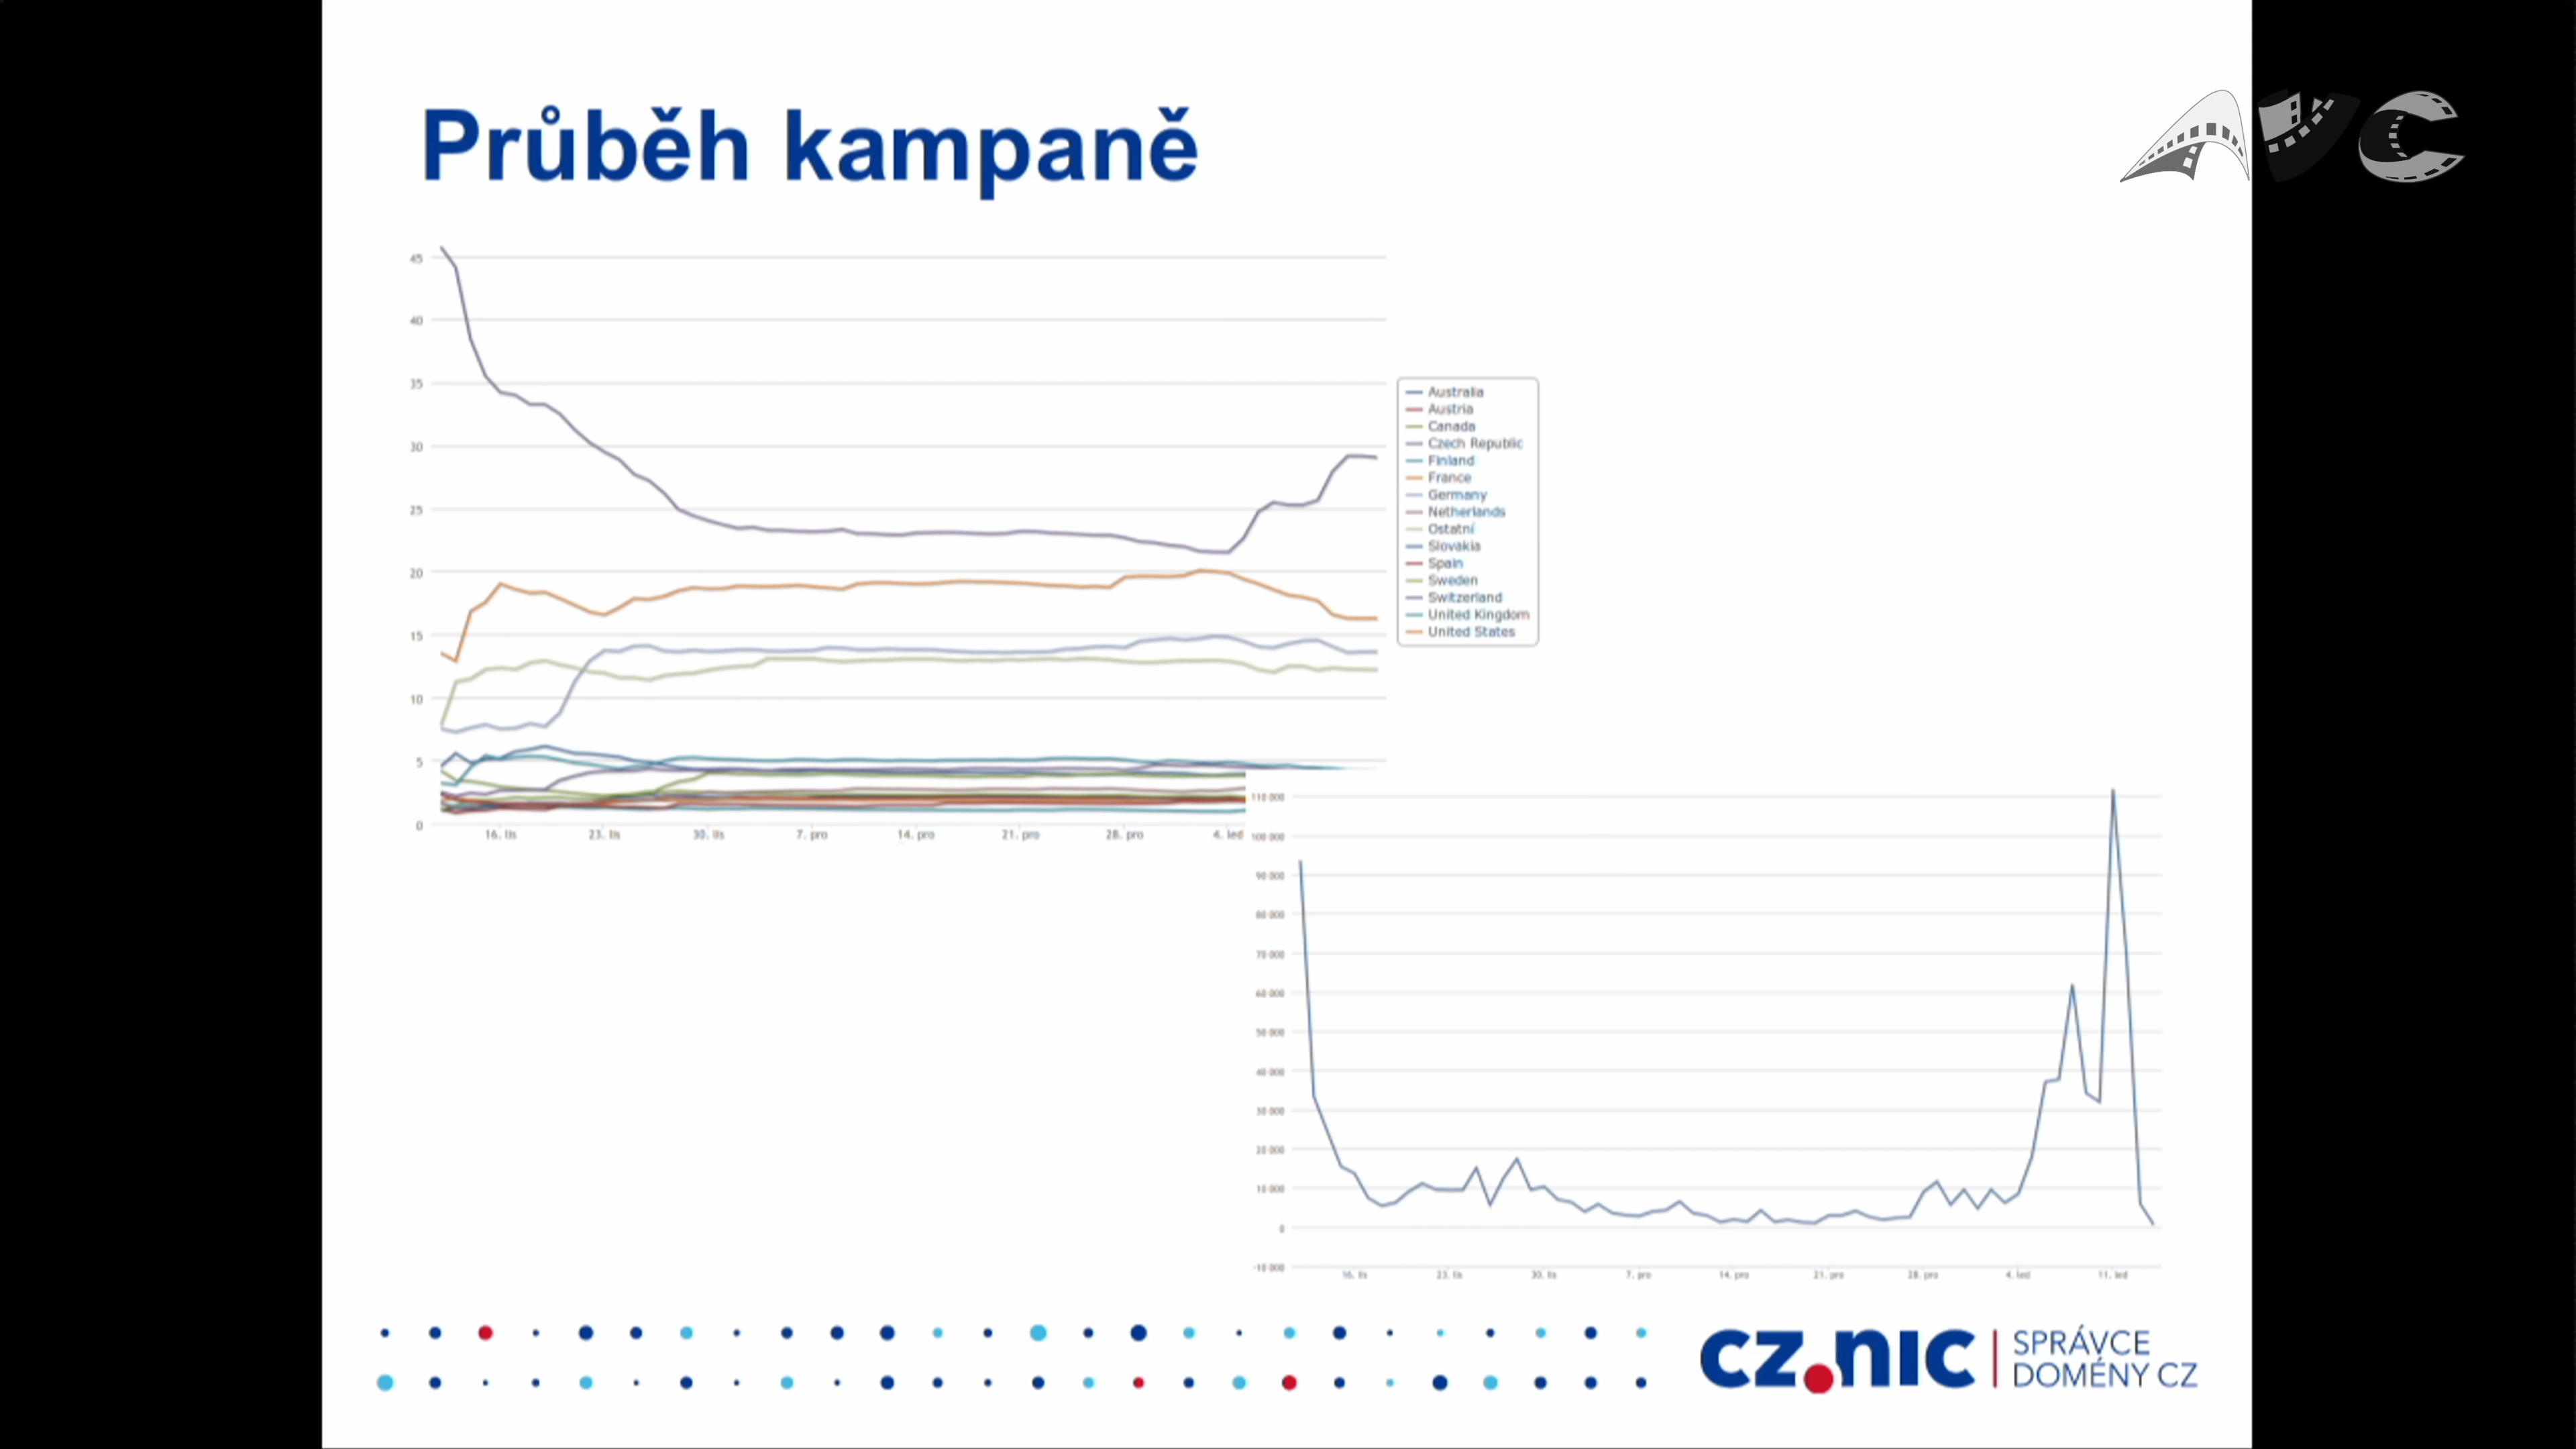 Průběh kampaně
AVC
45
40
35
30
25
20
15
10
5
0
16. lis 23. lis 30. lis 7. pro 14. pro 21. pro 28. pro 4. led
Australia
Austria
Canada
Czech Republic
Finland
France
Germany
Netherlands
Ostatní
Slovakia
Spain
Sweden
Switzerland
United Kingdom
United States
110 000
100 000
90 000
80 000
70 000
60 000
50 000
40 000
30 000
20 000
10 000
0
-10 000
16. lis 23. lis 30. lis 7. pro 14. pro 21. pro 28. pro 4. led 11. led
CZ.NIC
SPRÁVCE
DOMÉNY CZ